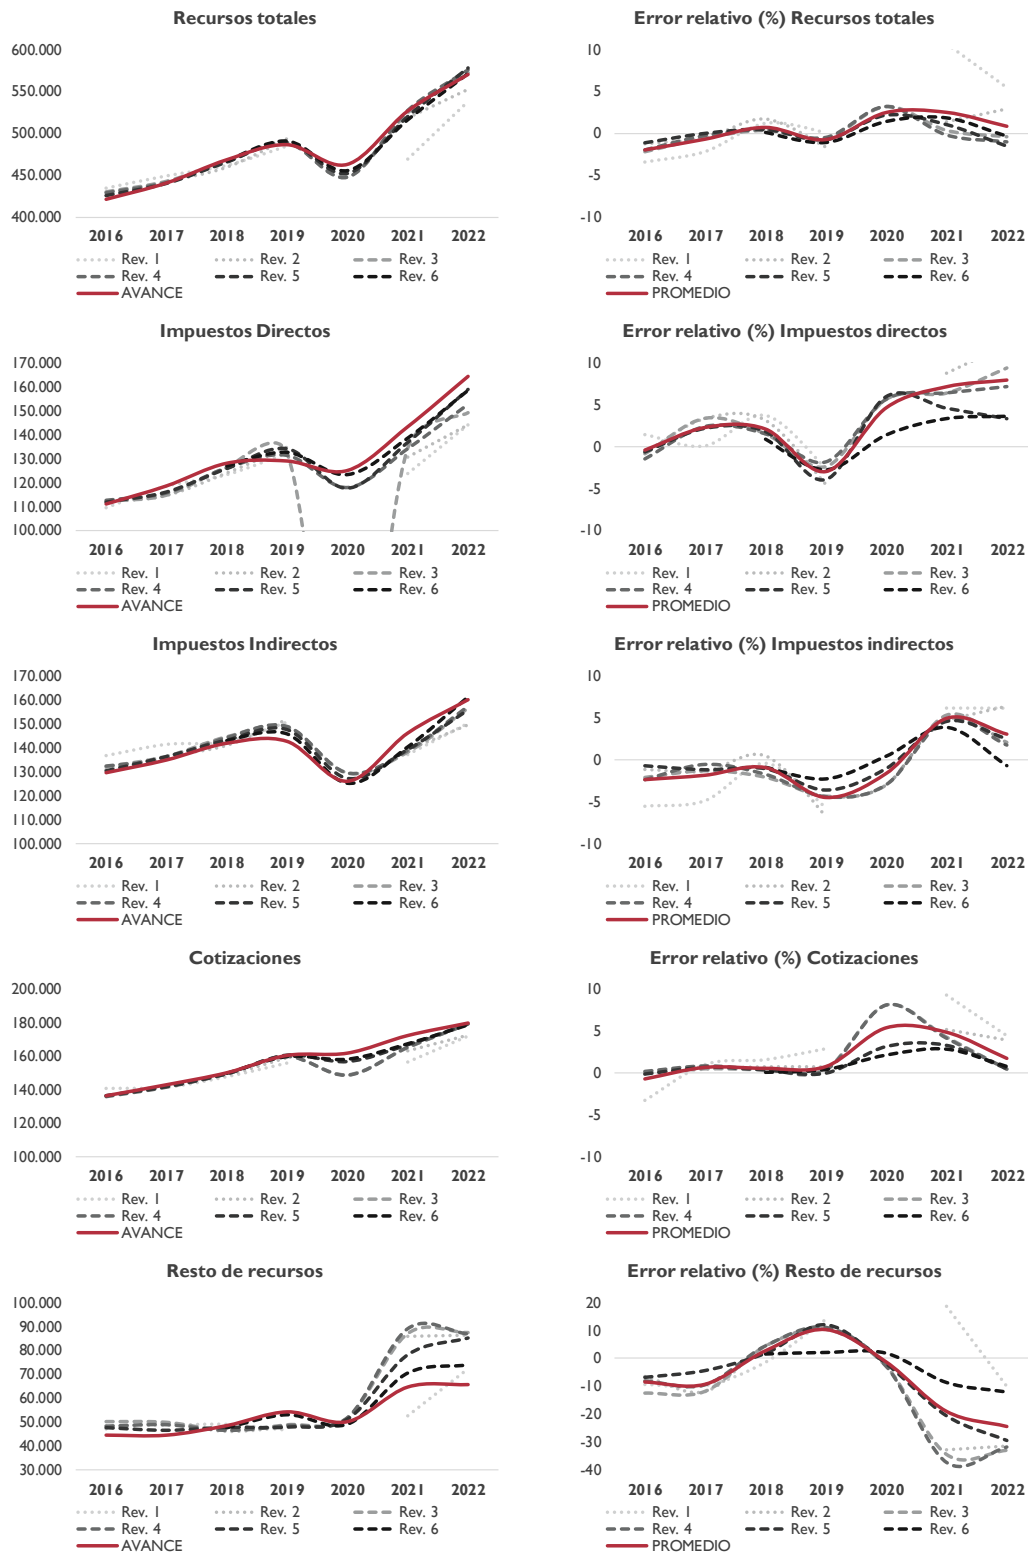 Recursos totales
600.000
550.000
500.000
450.000
400.000
2016 2017 2018 2019 2020 2021 2022
Rev. 1 Rev. 2 Rev. 3
Rev. 4 Rev. 5 Rev. 6
AVANCE
Error relativo (%) Recursos totales
10
5
0
-5
-10
2016 2017 2018 2019 2020 2021 2022
Rev. 1 Rev. 2 Rev. 3
Rev. 4 Rev. 5 Rev. 6
PROMEDIO
Impuestos Directos
170.000
160.000
150.000
140.000
130.000
120.000
110.000
100.000
2016 2017 2018 2019 2020 2021 2022
Rev. 1 Rev. 2 Rev. 3
Rev. 4 Rev. 5 Rev. 6
AVANCE
Error relativo (%) Impuestos directos
10
5
0
-5
-10
2016 2017 2018 2019 2020 2021 2022
Rev. 1 Rev. 2 Rev. 3
Rev. 4 Rev. 5 Rev. 6
PROMEDIO
Impuestos Indirectos
170.000
160.000
150.000
140.000
130.000
120.000
110.000
100.000
2016 2017 2018 2019 2020 2021 2022
Rev. 1 Rev. 2 Rev. 3
Rev. 4 Rev. 5 Rev. 6
AVANCE
Error relativo (%) Impuestos indirectos
10
5
0
-5
-10
2016 2017 2018 2019 2020 2021 2022
Rev. 1 Rev. 2 Rev. 3
Rev. 4 Rev. 5 Rev. 6
PROMEDIO
Cotizaciones
200.000
180.000
160.000
140.000
120.000
100.000
2016 2017 2018 2019 2020 2021 2022
Rev. 1 Rev. 2 Rev. 3
Rev. 4 Rev. 5 Rev. 6
AVANCE
Error relativo (%) Cotizaciones
10
5
0
-5
-10
2016 2017 2018 2019 2020 2021 2022
Rev. 1 Rev. 2 Rev. 3
Rev. 4 Rev. 5 Rev. 6
PROMEDIO
Resto de recursos
100.000
90.000
80.000
70.000
60.000
50.000
40.000
30.000
2016 2017 2018 2019 2020 2021 2022
Rev. 1 Rev. 2 Rev. 3
Rev. 4 Rev. 5 Rev. 6
AVANCE
Error relativo (%) Resto de recursos
20
10
0
-10
-20
-30
-40
2016 2017 2018 2019 2020 2021 2022
Rev. 1 Rev. 2 Rev. 3
Rev. 4 Rev. 5 Rev. 6
PROMEDIO